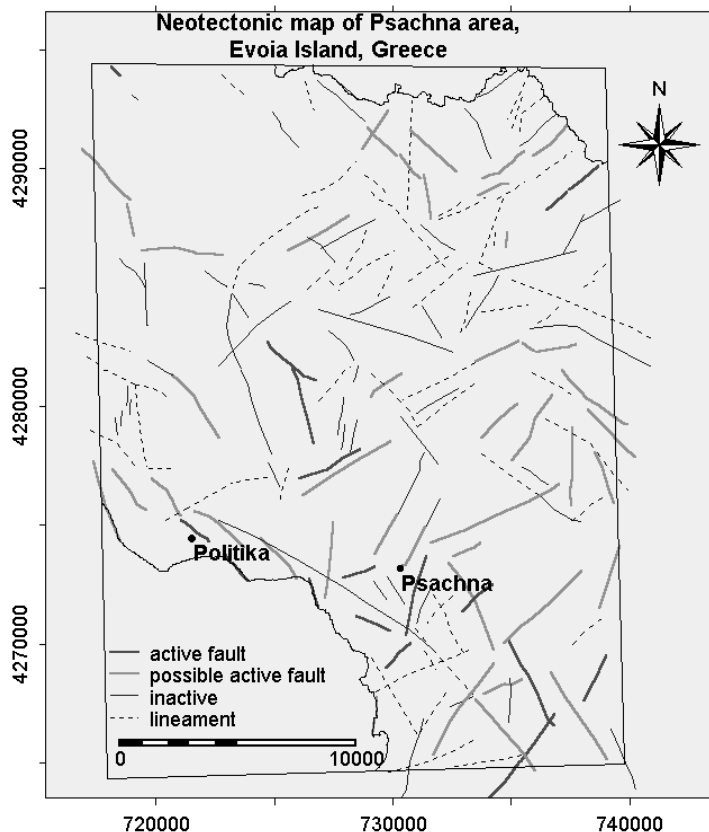 Neotectonic map of Psachna area,
Evoia Island, Greece
N
4290000
4280000
4270000
Politika
Psachna
active fault
possible active fault
inactive
lineament
0 10000
720000 730000 740000